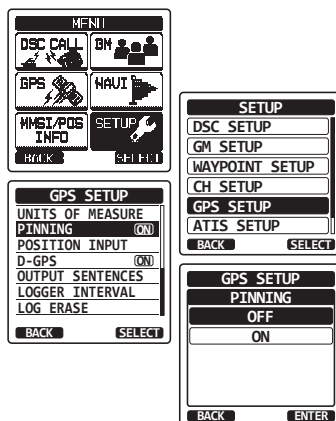 MENU
DSC CALL GM
GPS NAVI
MMSI/POS INFO SETUP
BACK SELECT
SETUP
DSC SETUP
GM SETUP
WAYPOINT SETUP
CH SETUP
GPS SETUP
ATIS SETUP
BACK SELECT
GPS SETUP
UNITS OF MEASURE
PINNING ON
POSITION INPUT
D-GPS ON
OUTPUT SENTENCES
LOGGER INTERVAL
LOG ERASE
BACK SELECT
GPS SETUP
PINNING
OFF
ON
BACK ENTER